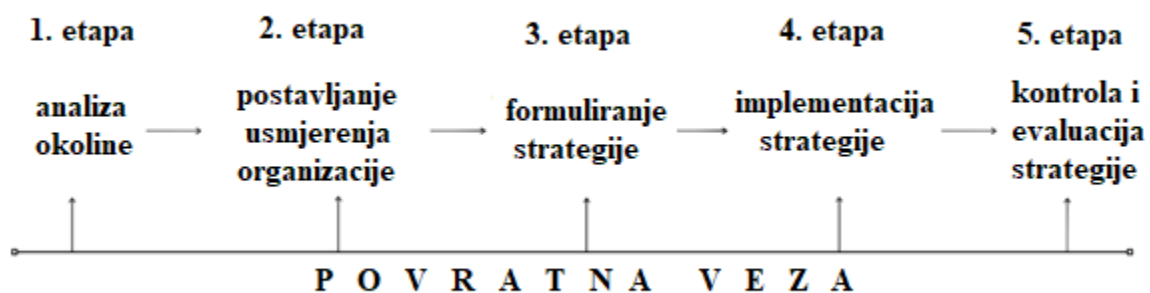 1. etapa
analiza
okoline
2. etapa
postavljanje
usmjerenja
organizacije
3. etapa
formuliranje
strategije
4. etapa
implementacija
strategije
5. etapa
kontrola i
evaluacija
strategije
P O V R A T N A V E Z A